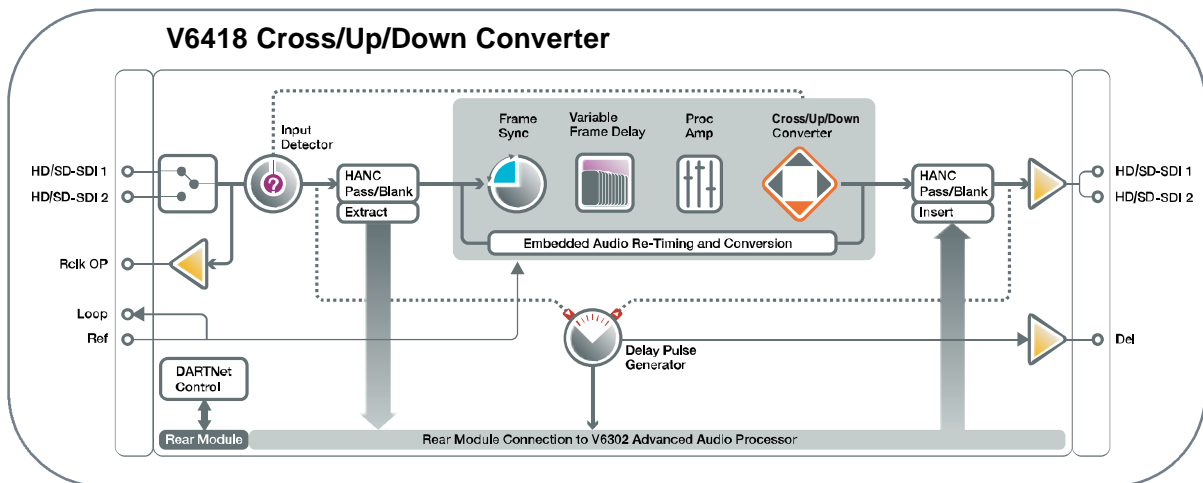 V6418 Cross/Up/Down Converter
Input
Detector
HD/SD-SDI 1
HD/SD-SDI 2
Rclk OP
Loop
Ref
HANC
Pass/Blank
Extract
Frame
Sync
Variable
Frame Delay
Proc
Amp
Cross/Up/Down
Converter
Embedded Audio Re-Timing and Conversion
HANC
Pass/Blank
Insert
HD/SD-SDI 1
HD/SD-SDI 2
Delay Pulse
Generator
Del
DARTNet
Control
Rear Module
Rear Module Connection to V6302 Advanced Audio Processor
?